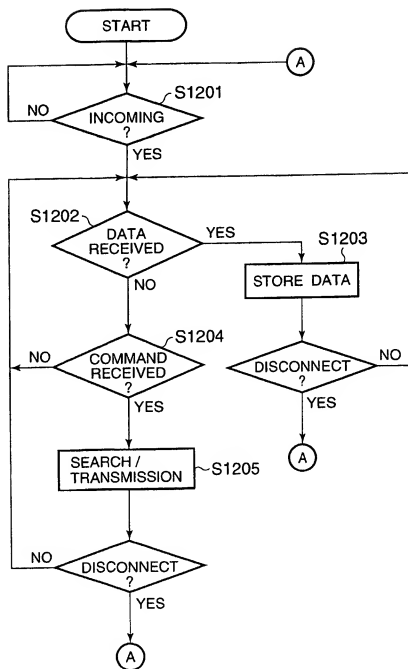 START
A
S1201
NO
INCOMING
?
YES
S1202
DATA
RECEIVED
?
YES
S1203
STORE DATA
NO
S1204
NO
COMMAND
RECEIVED
?
YES
DISCONNECT
?
NO
YES
A
SEARCH /
TRANSMISSION
S1205
NO
DISCONNECT
?
YES
A